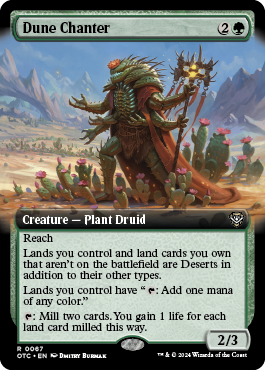 Dune Chanter 2
Creature — Plant Druid
Reach
Lands you control and land cards you own
that aren't on the battlefield are Deserts in
addition to their other types.
Lands you control have “: Add one mana
of any color.”
: Mill two cards. You gain 1 life for each
land card milled this way.
2/3
R 0067
OTC • EN Dmitry Burmak
™ & © 2024 Wizards of the Coast